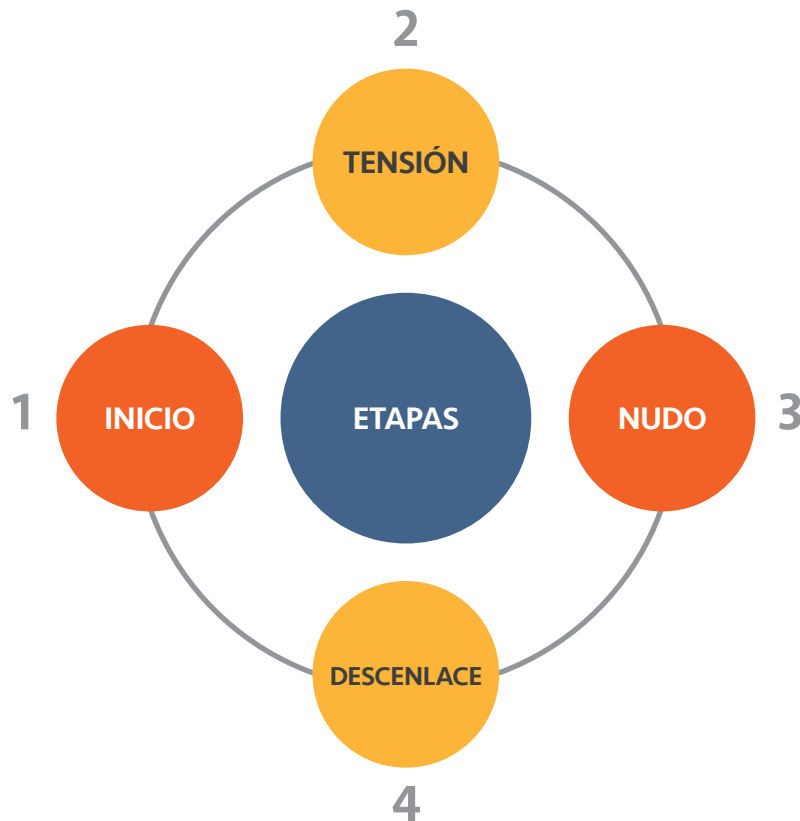 2
TENSIÓN
1
INICIO
ETAPAS
NUDO
3
DESCENLACE
4